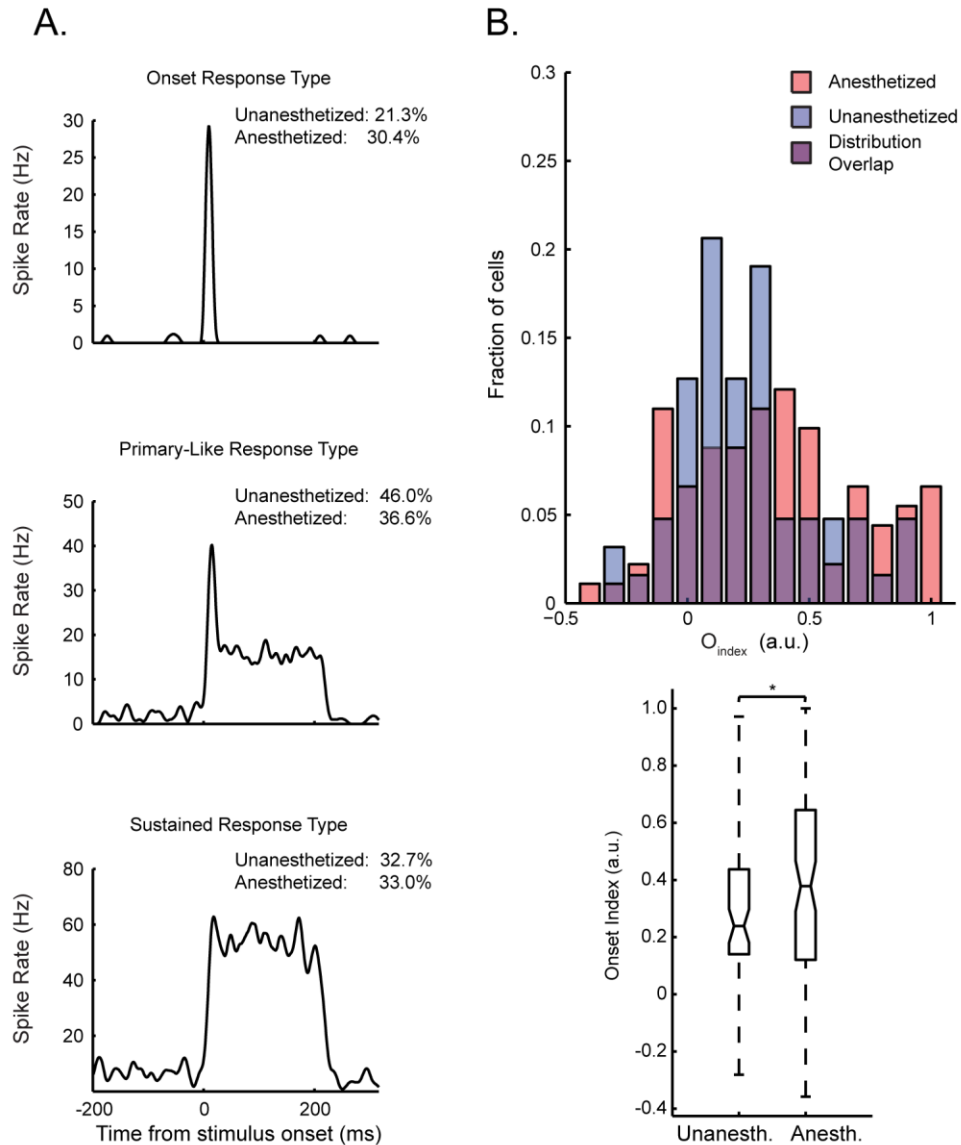 A.
Onset Response Type
Unanesthetized: 21.3%
Anesthetized: 30.4%
Spike Rate (Hz)
30
25
20
15
10
5
0
Primary-Like Response Type
Unanesthetized: 46.0%
Anesthetized: 36.6%
Spike Rate (Hz)
50
40
30
20
10
0
Sustained Response Type
Unanesthetized: 32.7%
Anesthetized: 33.0%
Spike Rate (Hz)
80
60
40
20
-200 0 200
Time from stimulus onset (ms)
B.
Anesthetized
Unanesthetized
Distribution
Overlap
Fraction of cells
0.3
0.25
0.2
0.15
0.1
0.05
0
−0.5 0 0.5 1
Oindex (a.u.)
*
Onset Index (a.u.)
1.0
0.8
0.6
0.4
0.2
0
-0.2
-0.4
Unanesth. Anesth.